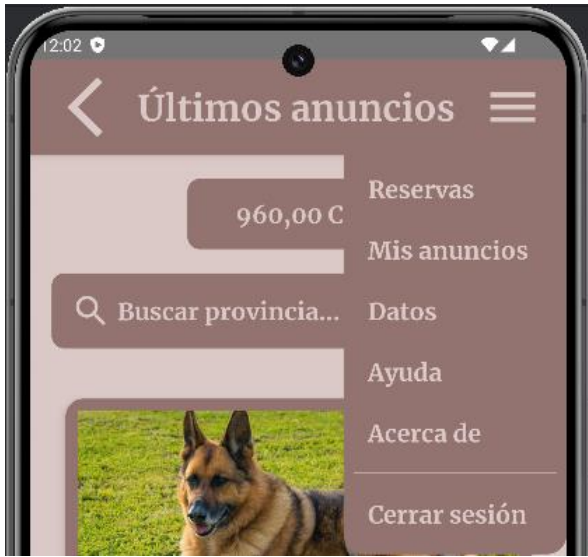 12:02
Últimos anuncios
960,00 C
Buscar provincia...
Reservas
Mis anuncios
Datos
Ayuda
Acerca de
Cerrar sesión